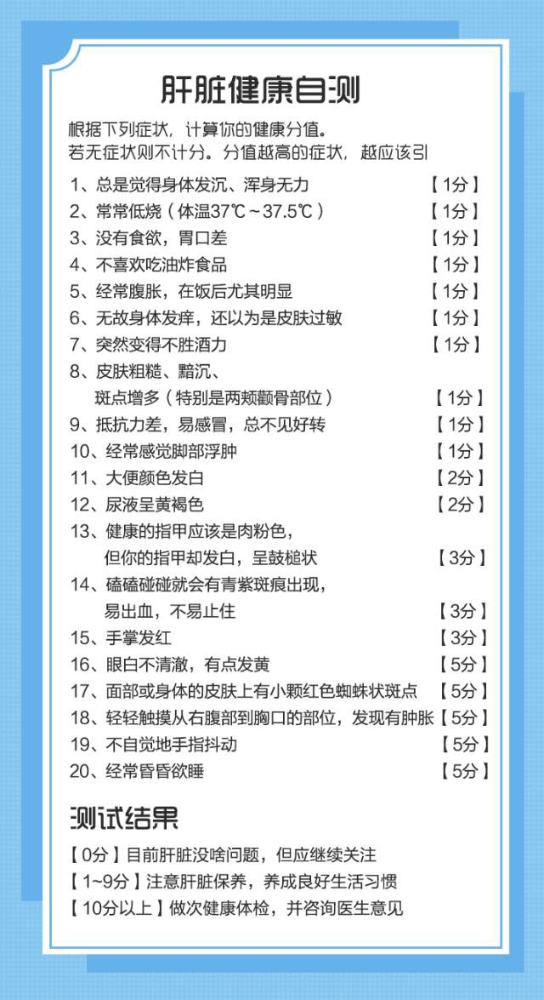 肝脏健康自测
根据下列症状，计算你的健康分值。
若无症状则不计分。分值越高的症状，越应该引
1、总是觉得身体发沉、浑身无力 【1分】
2、常常低烧（体温37℃～37.5℃） 【1分】
3、没有食欲，胃口差 【1分】
4、不喜欢吃油炸食品 【1分】
5、经常腹胀，在饭后尤其明显 【1分】
6、无故身体发痒，还以为是皮肤过敏 【1分】
7、突然变得不胜酒力 【1分】
8、皮肤粗糙、黯沉、
斑点增多（特别是两颊颧骨部位） 【1分】
9、抵抗力差，易感冒，总不见好转 【1分】
10、经常感觉脚部浮肿 【1分】
11、大便颜色发白 【2分】
12、尿液呈黄褐色 【2分】
13、健康的指甲应该是肉粉色，
但你的指甲却发白，呈鼓槌状 【3分】
14、磕磕碰碰就会有青紫斑痕出现，
易出血，不易止住 【3分】
15、手掌发红 【3分】
16、眼白不清澈，有点发黄 【5分】
17、面部或身体的皮肤上有小颗红色蜘蛛状斑点 【5分】
18、轻轻触摸从右腹部到胸口的部位，发现有肿胀【5分】
19、不自觉地手指抖动 【5分】
20、经常昏昏欲睡 【5分】
测试结果
【0分】目前肝脏没啥问题，但应继续关注
【1~9分】注意肝脏保养，养成良好生活习惯
【10分以上】做次健康体检，并咨询医生意见